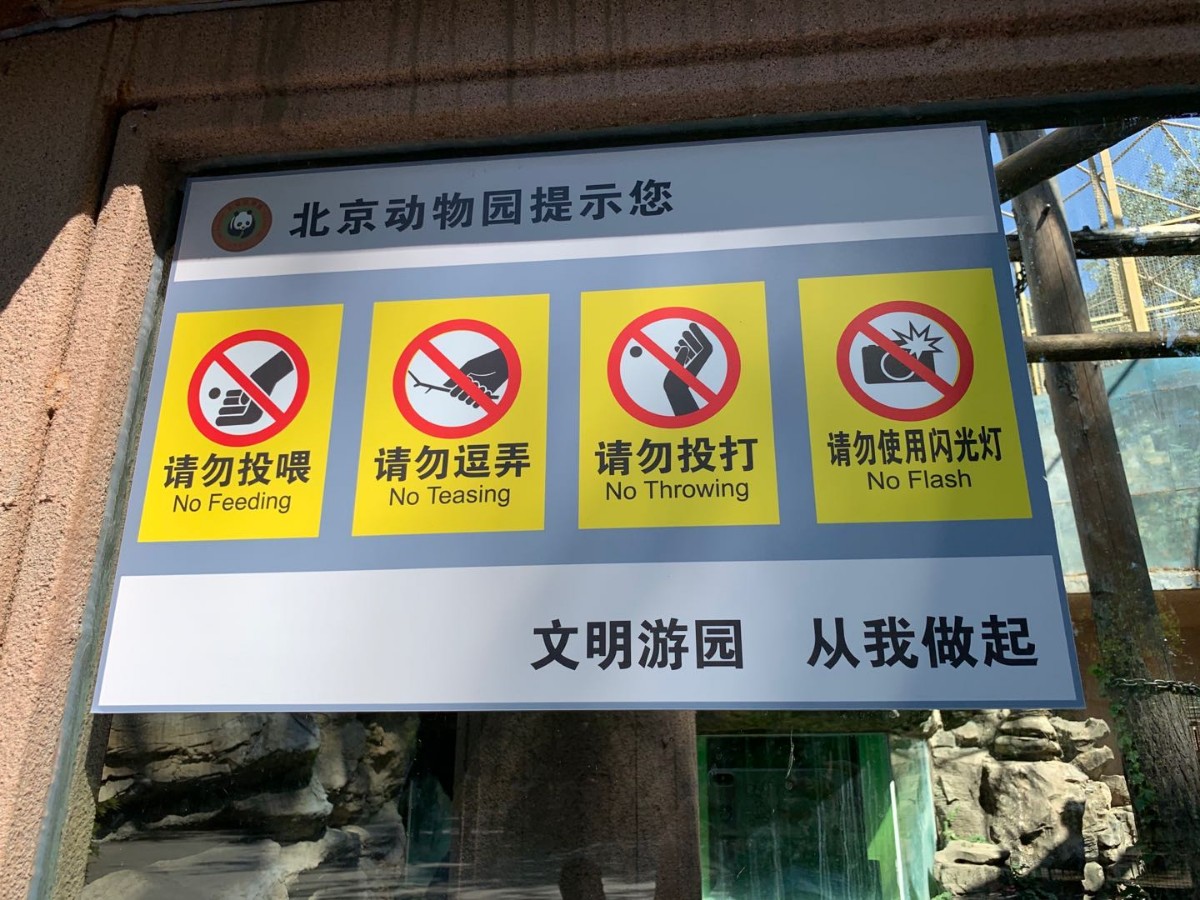 北京动物园提示您
请勿投喂
No Feeding
请勿逗弄
No Teasing
请勿投打
No Throwing
请勿使用闪光灯
No Flash
文明游园 从我做起